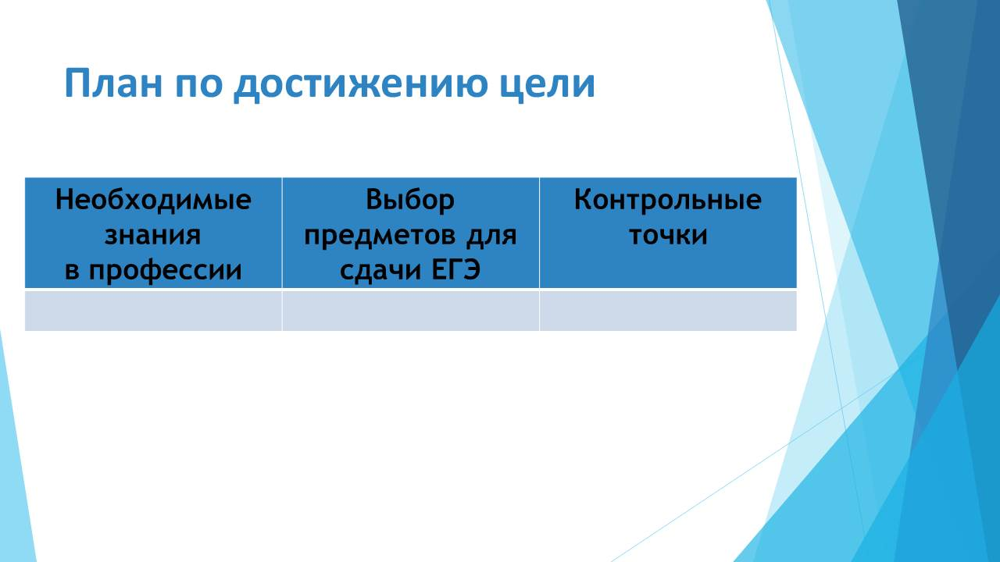 План по достижению цели
Необходимые
знания
в профессии
Выбор
предметов для
сдачи ЕГЭ
Контрольные
точки